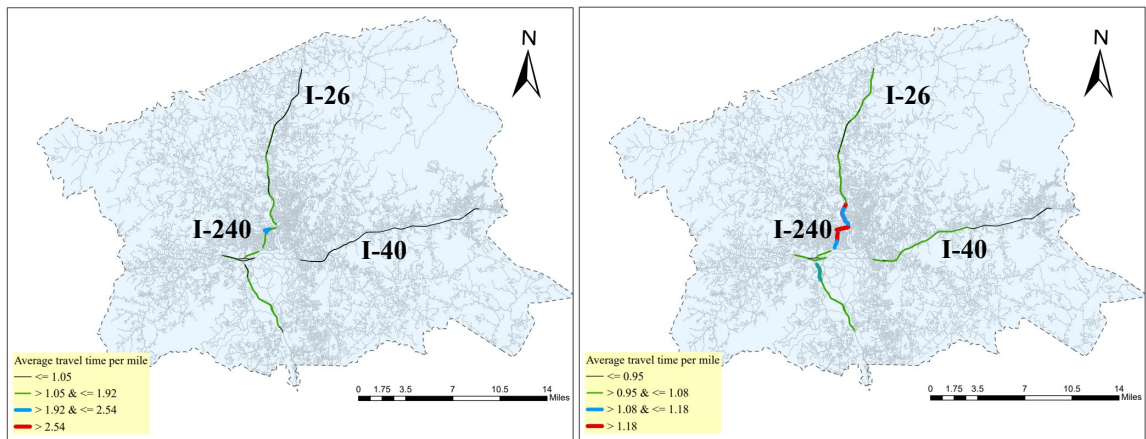 N
I-26
I-240
I-40
Average travel time per mile
<= 1.05
> 1.05 & <= 1.92
> 1.92 & <= 2.54
> 2.54
0 1.75 3.5 7 10.5 14
Miles
N
I-26
I-240
I-40
Average travel time per mile
<= 0.95
> 0.95 & <= 1.08
> 1.08 & <= 1.18
> 1.18
0 1.75 3.5 7 10.5 14
Miles